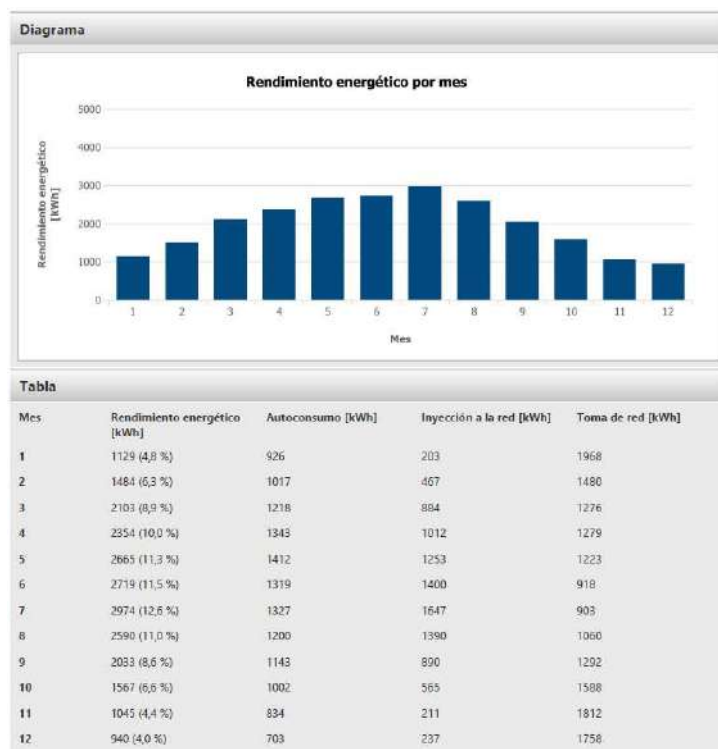 Diagrama
Rendimiento energético por mes
Rendimiento energético
[kWh]
5000
4000
3000
2000
1000
0
1 2 3 4 5 6 7 8 9 10 11 12
Mes
Tabla
Mes Rendimiento energético Autoconsumo [kWh] Inyección a la red [kWh] Toma de red [kWh]
[kWh]
1 1129 (4,8 %) 926 203 1968
2 1484 (6,3 %) 1017 467 1480
3 2103 (8,9 %) 1218 884 1276
4 2354 (10,0 %) 1343 1012 1279
5 2665 (11,3 %) 1412 1253 1223
6 2719 (11,5 %) 1319 1400 918
7 2974 (12,6 %) 1327 1647 903
8 2590 (11,0 %) 1200 1390 1060
9 2033 (8,6 %) 1143 890 1292
10 1567 (6,6 %) 1002 565 1588
11 1045 (4,4 %) 834 211 1812
12 940 (4,0 %) 703 237 1758